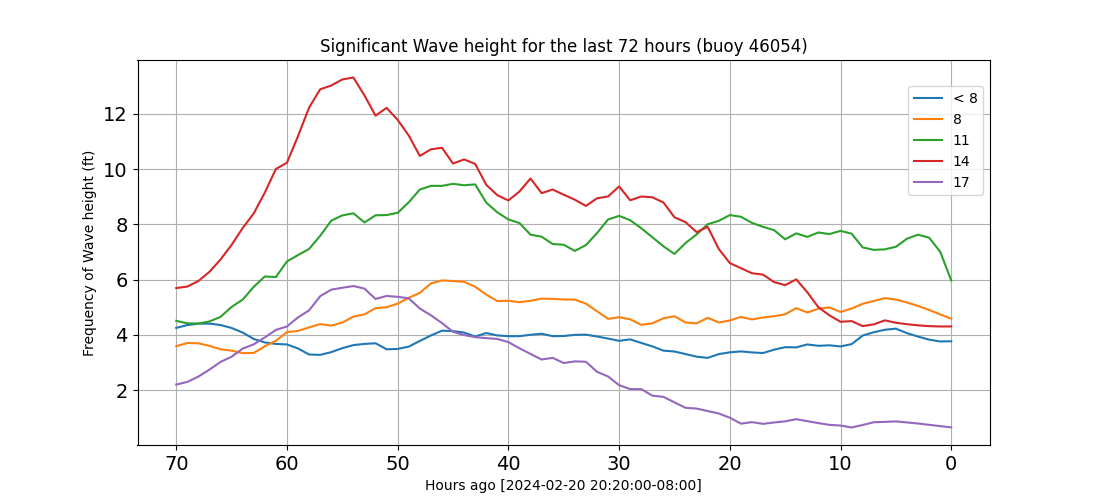 Significant Wave height for the last 72 hours (buoy 46054)
Frequency of Wave height (ft)
12
10
8
6
4
2
< 8
8
11
14
17
70 60 50 40 30 20 10 0
Hours ago [2024-02-20 20:20:00-08:00]